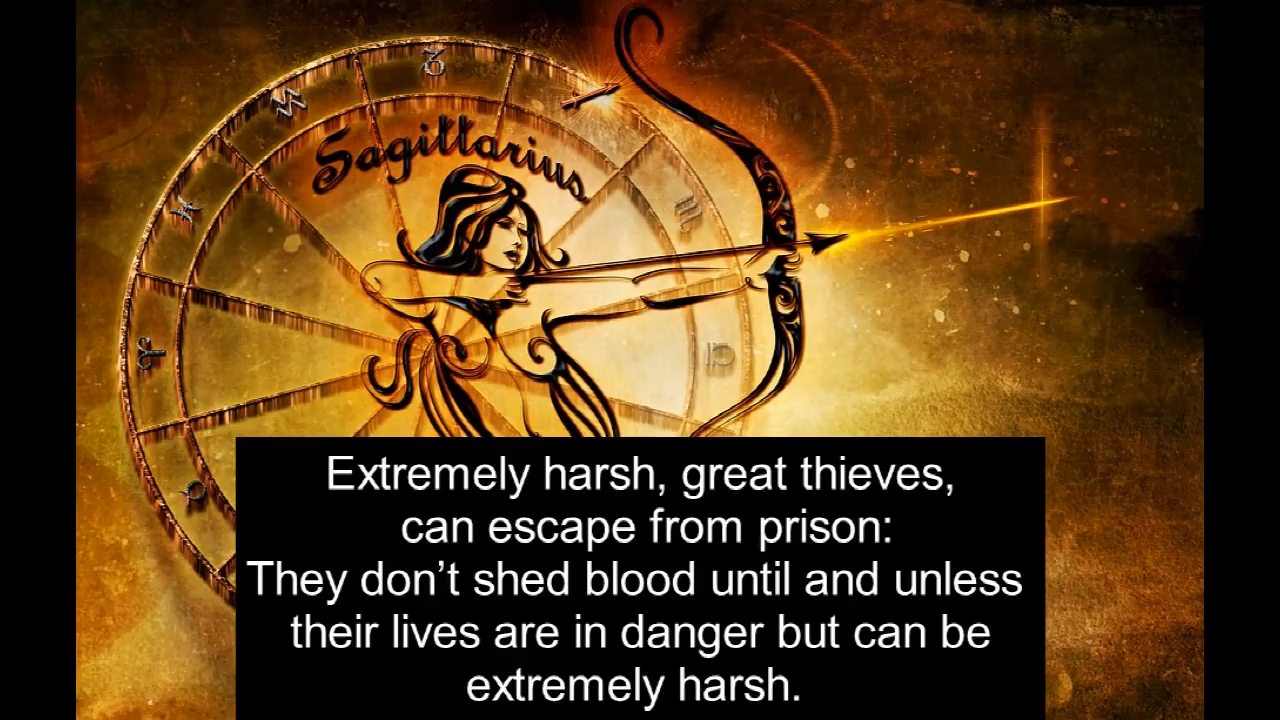 Sagittarius
Extremely harsh, great thieves,
can escape from prison:
They don’t shed blood until and unless
their lives are in danger but can be
extremely harsh.